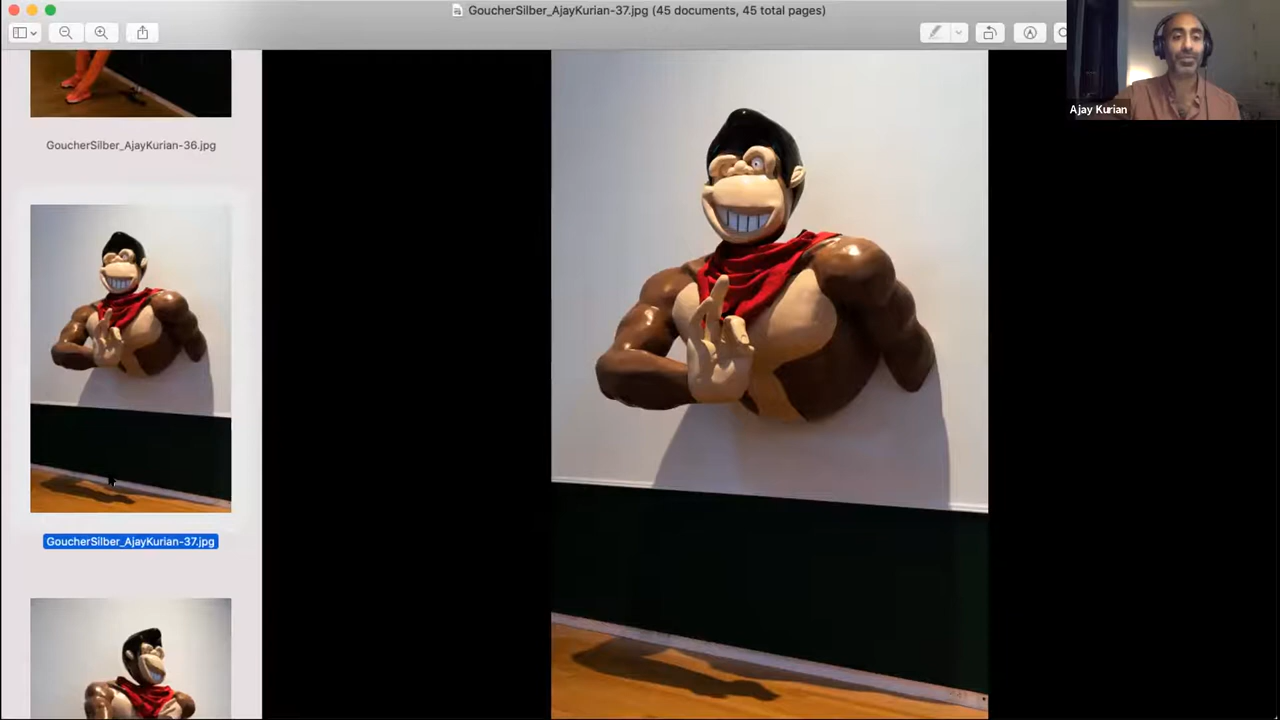 GoucherSilber_AjayKurian-37.jpg (45 documents, 45 total pages)
Ajay Kurian
GoucherSilber_AjayKurian-36.jpg
GoucherSilber_AjayKurian-37.jpg